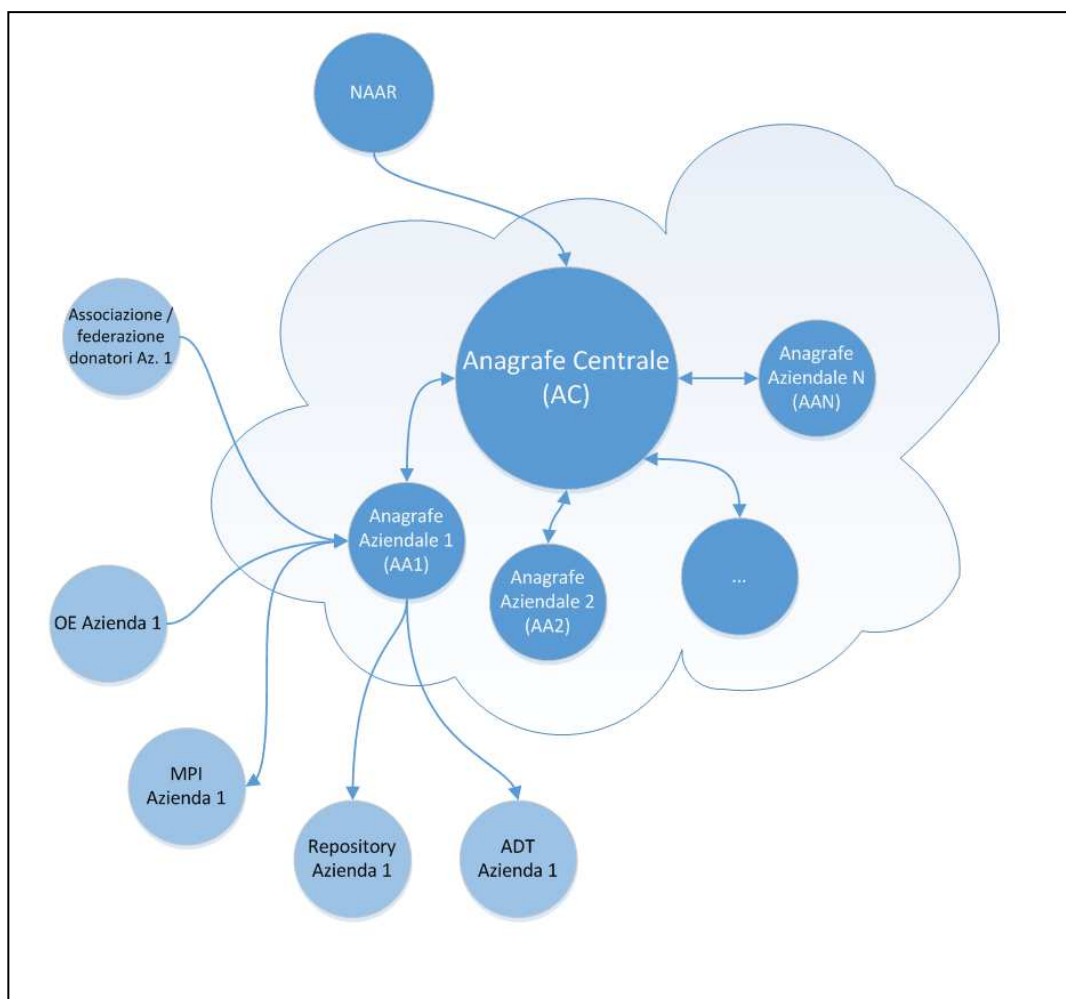 NAAR
Associazione /
federazione
donatori Az. 1
Anagrafe Centrale
(AC)
Anagrafe
Aziendale N
(AAN)
Anagrafe
Aziendale 1
(AA1)
Anagrafe
Aziendale 2
(AA2)
...
OE Azienda 1
MPI
Azienda 1
Repository
Azienda 1
ADT
Azienda 1